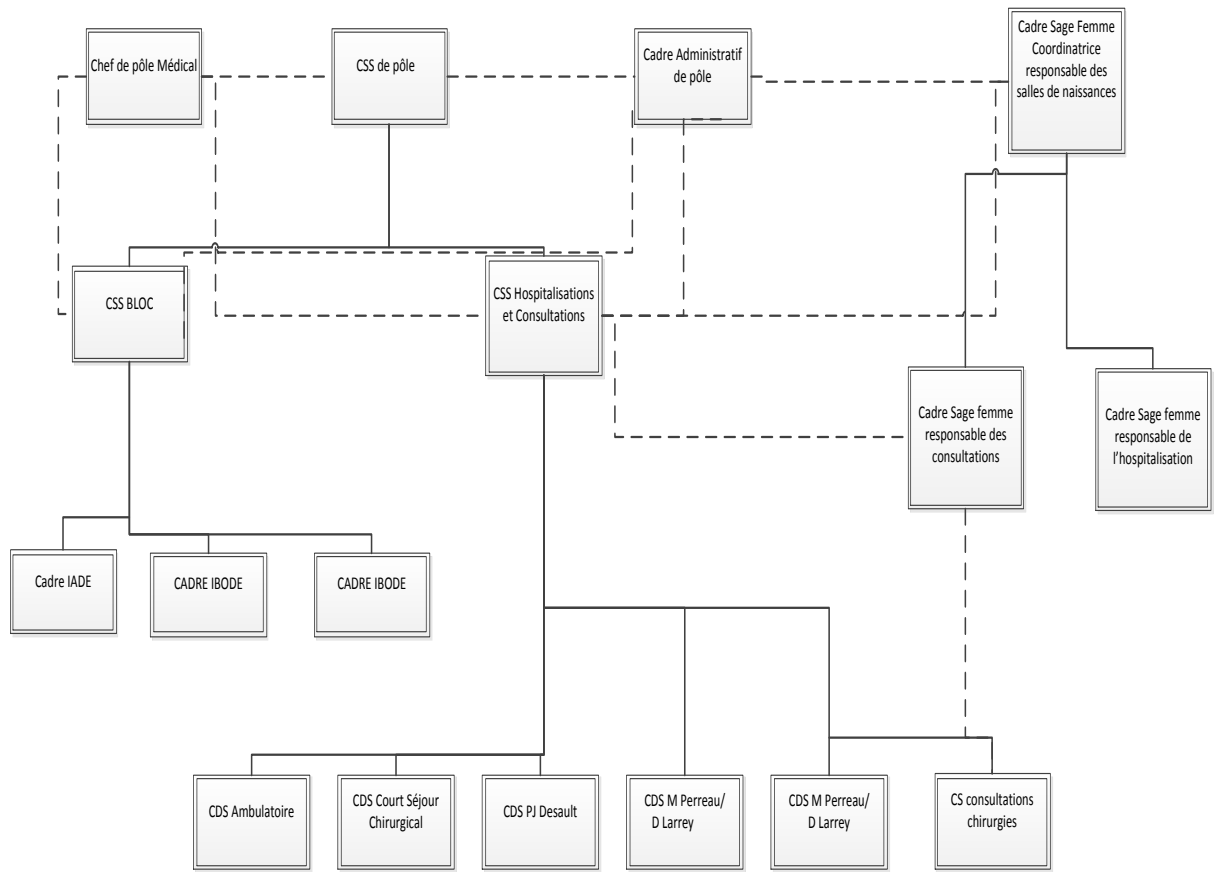 Chef de pôle Médical
CSS de pôle
Cadre Administratif
de pôle
Cadre Sage Femme
Coordinatrice
responsable des
salles de naissances
CSS BLOC
CSS Hospitalisations
et Consultations
Cadre Sage femme
responsable des
consultations
Cadre Sage femme
responsable de
l'hospitalisation
Cadre IADE
CADRE IBODE
CADRE IBODE
CDS Ambulatoire
CDS Court Séjour
Chirurgical
CDS PJ Desault
CDS M Perreau/
D Larrey
CDS M Perreau/
D Larrey
CS consultations
chirurgies